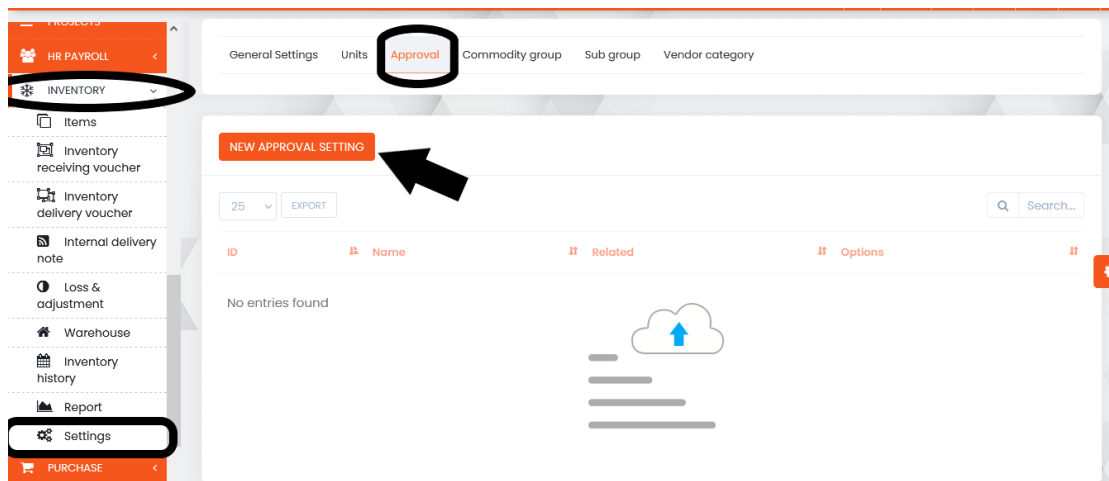 PROJECTS
HR PAYROLL
INVENTORY
Items
Inventory
receiving voucher
Inventory
delivery voucher
Internal delivery
note
Loss &
adjustment
Warehouse
Inventory
history
Report
Settings
PURCHASE
General Settings Units Approval Commodity group Sub group Vendor category
NEW APPROVAL SETTING
25 EXPORT Search...
ID Name Related Options
No entries found